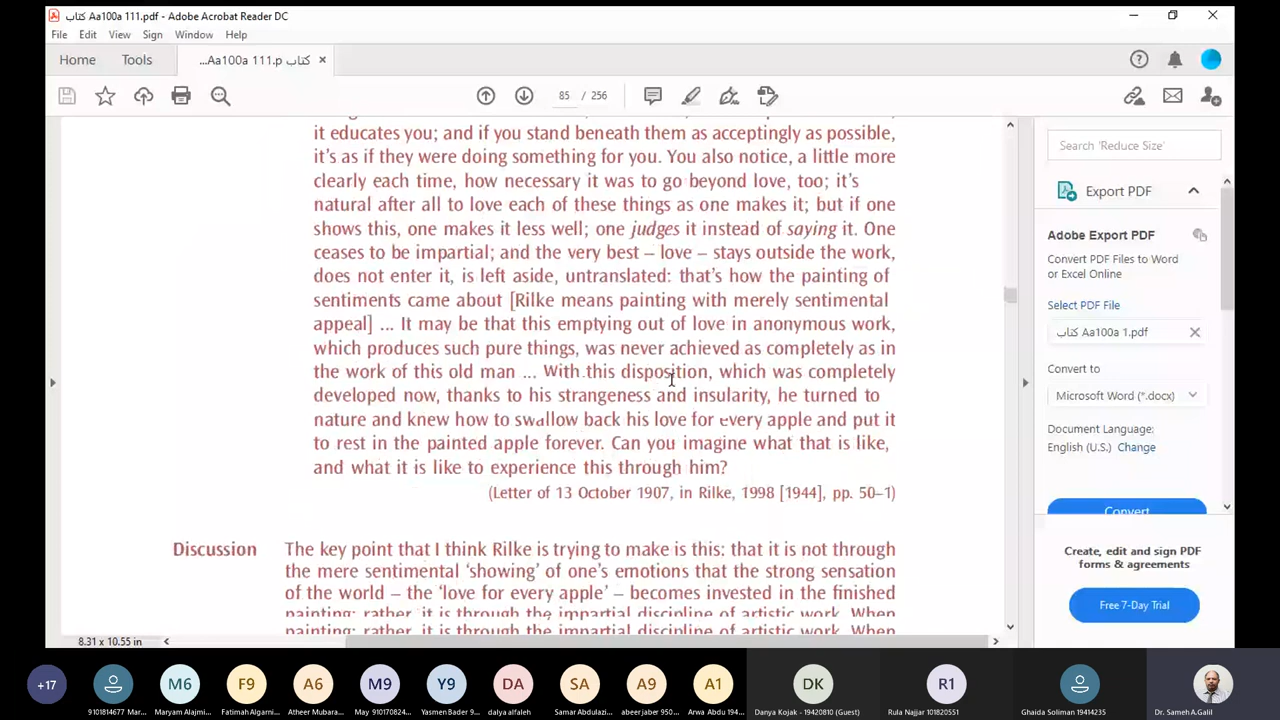 كتاب Aa100a 111.pdf - Adobe Acrobat Reader DC
File Edit View Sign Window Help
Home Tools كتاب Aa100a 111.p... ×
85 / 256
it educates you; and if you stand beneath them as acceptingly as possible,
it's as if they were doing something for you. You also notice, a little more
clearly each time, how necessary it was to go beyond love, too; it's
natural after all to love each of these things as one makes it; but if one
shows this, one makes it less well; one judges it instead of saying it. One
ceases to be impartial; and the very best – love – stays outside the work,
does not enter it, is left aside, untranslated: that's how the painting of
sentiments came about [Rilke means painting with merely sentimental
appeal] ... It may be that this emptying out of love in anonymous work,
which produces such pure things, was never achieved as completely as in
the work of this old man ... With this disposition, which was completely
developed now, thanks to his strangeness and insularity, he turned to
nature and knew how to swallow back his love for every apple and put it
to rest in the painted apple forever. Can you imagine what that is like,
and what it is like to experience this through him?
(Letter of 13 October 1907, in Rilke, 1998 [1944], pp. 50–1)
Discussion The key point that I think Rilke is trying to make is this: that it is not through
the mere sentimental 'showing' of one's emotions that the strong sensation
of the world – the 'love for every apple' – becomes invested in the finished
painting; rather, it is through the impartial discipline of artistic work. When
painting; rather, it is through the impartial discipline of artistic work. When
8.31 x 10.55 in
Search 'Reduce Size'
Export PDF
Adobe Export PDF
Convert PDF Files to Word
or Excel Online
Select PDF File
كتاب Aa100a 1.pdf
Convert to
Microsoft Word (*.docx)
Document Language:
English (U.S.) Change
Convert
Create, edit and sign PDF
forms & agreements
Free 7-Day Trial
+17 M6 F9 A6 M9 Y9 DA SA A9 A1 DK R1
9101814677 Mar... Maryam Alajmi... Fatimah Algarni... Atheer Mubara... May 910170824... Yasmen Bader 9... dalya alfaleh Samar Abdulazi... abeer jaber 950... Arwa Abdu 194... Danya Kojak - 19420810 (Guest) Rula Najjar 101820551 Ghaida Soliman 19414235 Dr. Sameh A.Galil